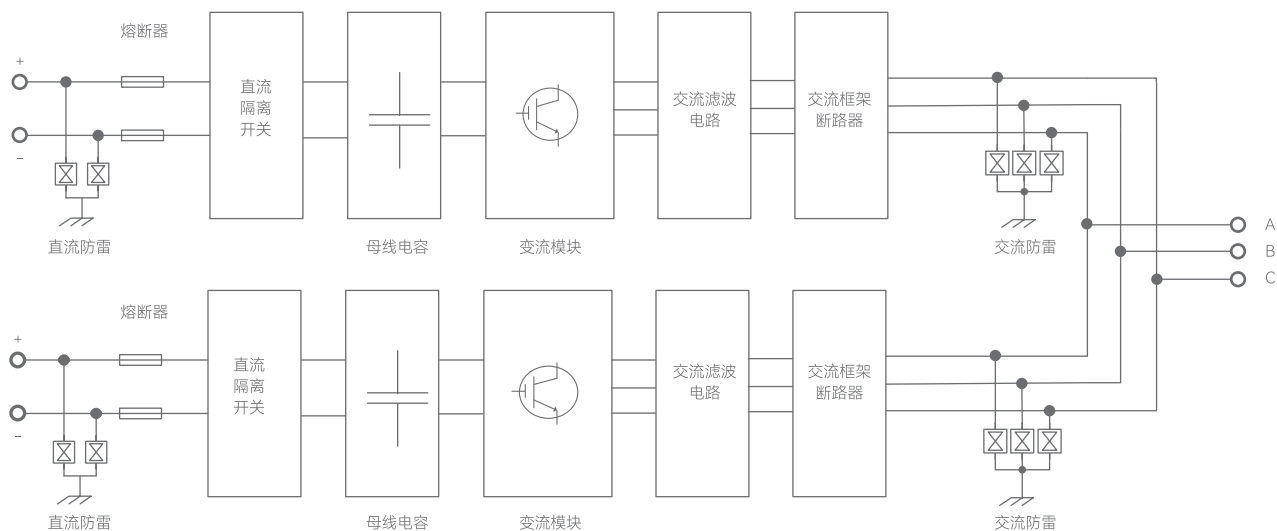 熔断器
+
-
直流
隔离
开关
交流滤波
电路
交流框架
断路器
直流防雷
母线电容
变流模块
交流防雷
A
B
C
熔断器
+
-
直流
隔离
开关
交流滤波
电路
交流框架
断路器
直流防雷
母线电容
变流模块
交流防雷